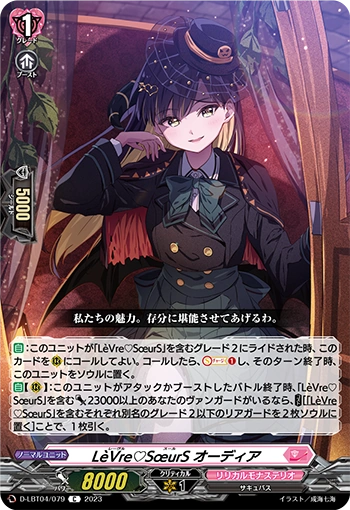 1
グレード
ブースト
5000
シールド
私たちの魅力。存分に堪能させてあげるわ。
自:このユニットが「LèVre♡SœurS」を含むグレード2にライドされた時、このカードを Ⓡ にコールしてよい。コールしたら、チャージ 1し、そのターン終了時、このユニットをソウルに置く。
自【Ⓡ】:このユニットがアタックかブーストしたバトル終了時、「LèVre♡SœurS」を含む 23000以上のあなたのヴァンガードがいるなら、[「LèVre♡SœurS」を含むそれぞれ別名のグレード2以下のリアガードを2枚ソウルに置く]ことで、1枚引く。
ノーマルユニット
LèVre♡SœurS オーディア
パワー 8000
クリティカル
1
リリカルモナステリオ
サキュバス
D-LBT04/079 C 2023
イラスト/成海七海